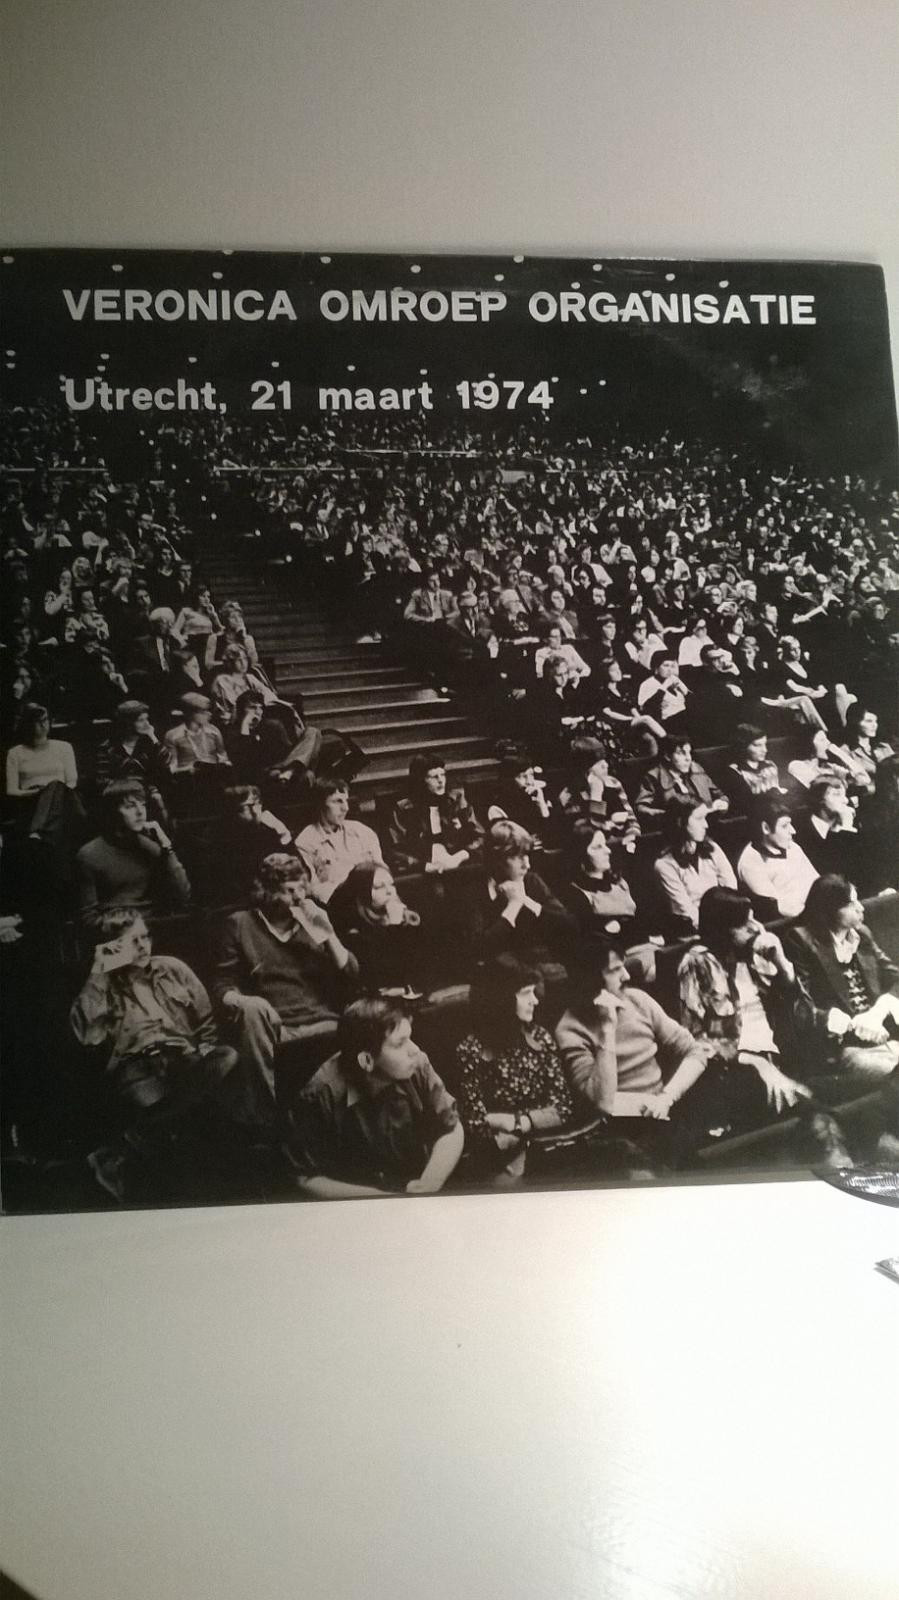 VERONICA OMROEP ORGANISATIE
Utrecht, 21 maart 1974